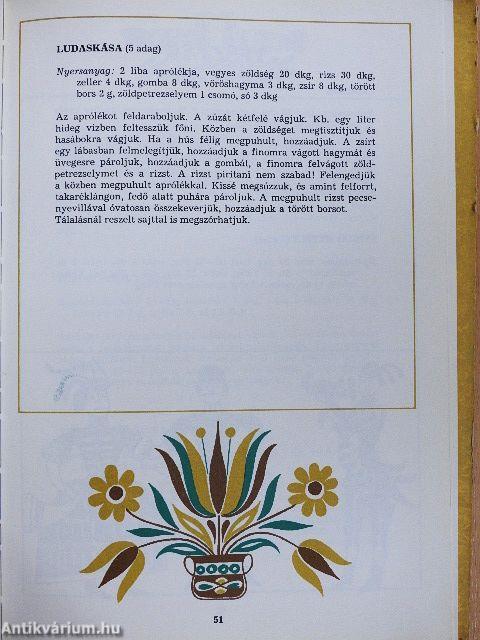 LUDASKÁSA (5 adag)
Nyersanyag: 2 liba aprólékja, vegyes zöldség 20 dkg, rizs 30 dkg,
zeller 4 dkg, gomba 8 dkg, vöröshagyma 3 dkg, zsír 8 dkg, törött
bors 2 g, zöldpetrezselyem 1 csomó, só 3 dkg
Az aprólékot feldaraboljuk. A zúzát kétfelé vágjuk. Kb. egy liter
hideg vízben feltesszük főni. Közben a zöldséget megtisztítjuk és
hasábokra vágjuk. Ha a hús félig megpuhult, hozzáadjuk. A zsírt
egy lábasban felmelegítjük, hozzáadjuk a finomra vágott hagymát és
üvegesre pároljuk, hozzáadjuk a gombát, a finomra felvágott zöld-
petrezselymet és a rizst. A rizst pirítani nem szabad! Felengedjük
a közben megpuhult aprólékkal. Kissé megsózzuk, és amint felforrt,
takaréklángon, fedő alatt puhára pároljuk. A megpuhult rizst pecse-
nyevillával óvatosan összekeverjük, hozzáadjuk a törött borsot.
Tálalásnál reszelt sajttal is megszórhatjuk.
51
Antikvárium.hu